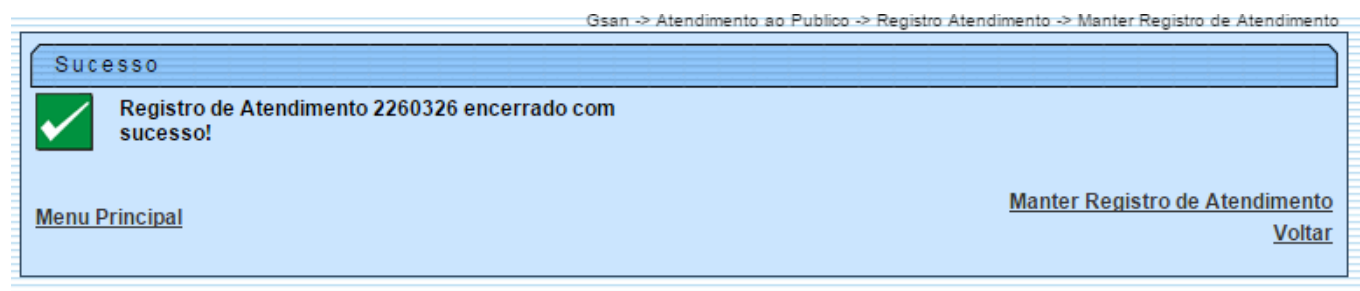 Gsan -> Atendimento ao Publico -> Registro Atendimento -> Manter Registro de Atendimento
Sucesso
Registro de Atendimento 2260326 encerrado com
sucesso!
Manter Registro de Atendimento
Menu Principal
Voltar